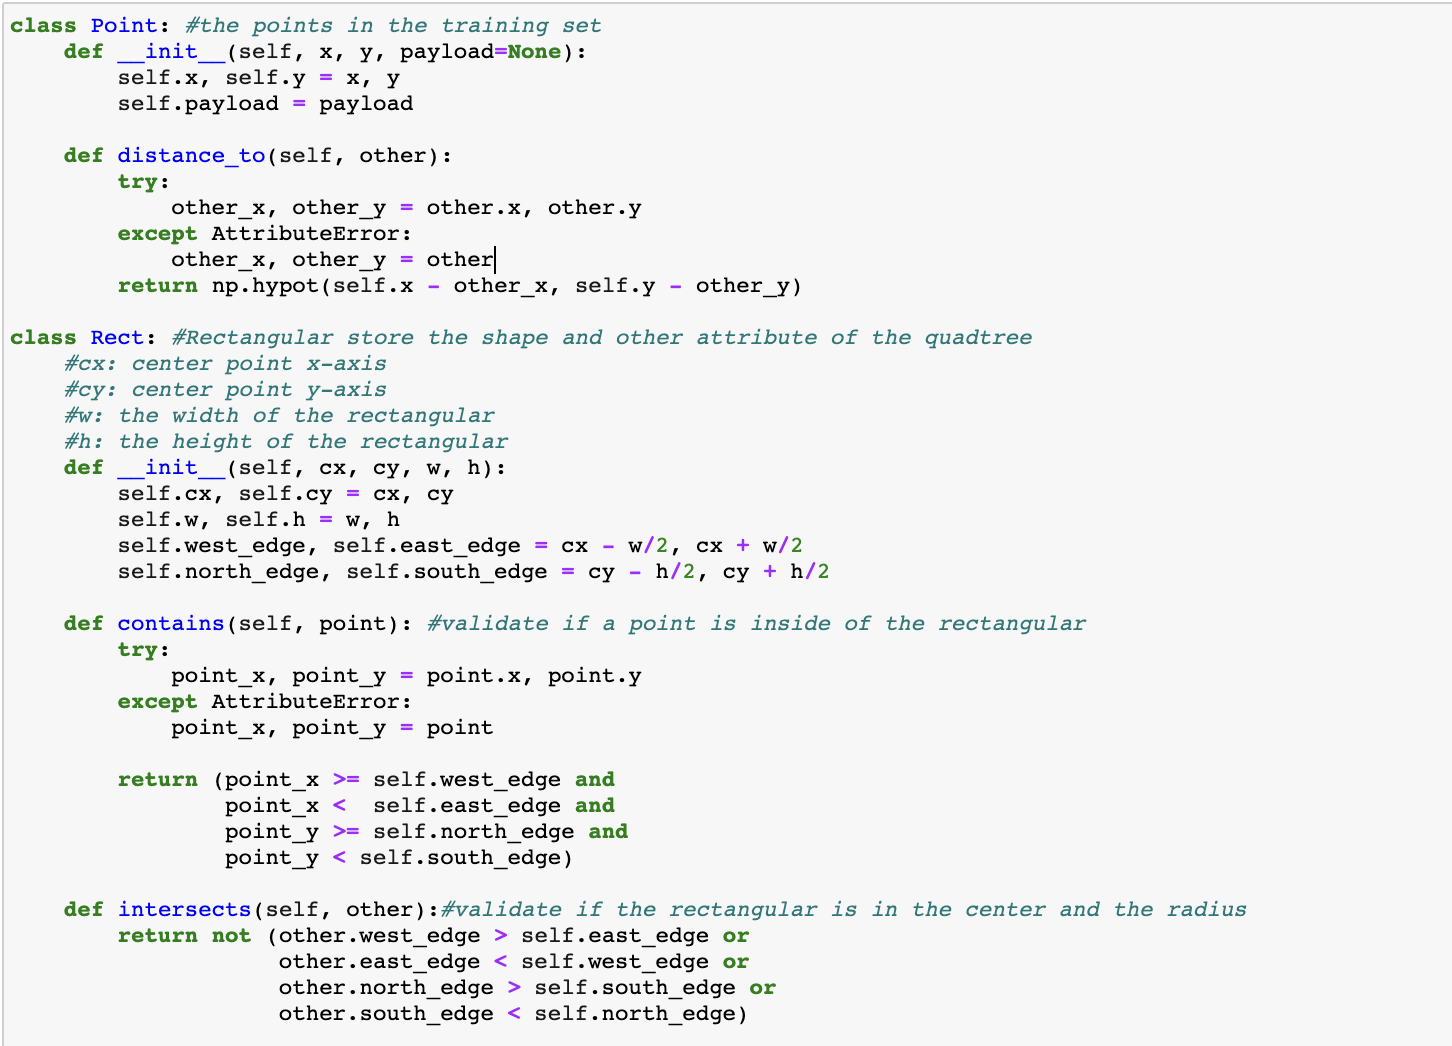 class Point: #the points in the training set
    def __init__(self, x, y, payload=None):
        self.x, self.y = x, y
        self.payload = payload

    def distance_to(self, other):
        try:
            other_x, other_y = other.x, other.y
        except AttributeError:
            other_x, other_y = other
        return np.hypot(self.x - other_x, self.y - other_y)

class Rect: #Rectangular store the shape and other attribute of the quadtree
    #cx: center point x-axis
    #cy: center point y-axis
    #w: the width of the rectangular
    #h: the height of the rectangular
    def __init__(self, cx, cy, w, h):
        self.cx, self.cy = cx, cy
        self.w, self.h = w, h
        self.west_edge, self.east_edge = cx - w/2, cx + w/2
        self.north_edge, self.south_edge = cy - h/2, cy + h/2

    def contains(self, point): #validate if a point is inside of the rectangular
        try:
            point_x, point_y = point.x, point.y
        except AttributeError:
            point_x, point_y = point

        return (point_x >= self.west_edge and
                point_x <  self.east_edge and
                point_y >= self.north_edge and
                point_y < self.south_edge)

    def intersects(self, other):#validate if the rectangular is in the center and the radius
        return not (other.west_edge > self.east_edge or
                    other.east_edge < self.west_edge or
                    other.north_edge > self.south_edge or
                    other.south_edge < self.north_edge)